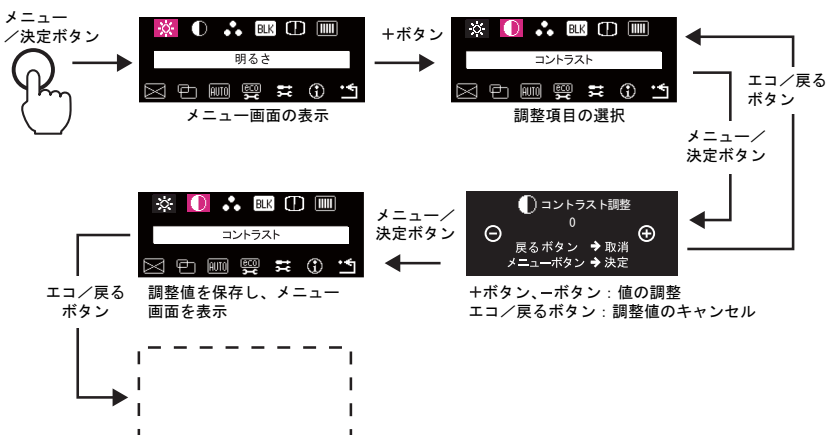 メニュー
／決定ボタン
BLK
明るさ
AUTO
eco
メニュー画面の表示
＋ボタン
BLK
コントラスト
AUTO
eco
調整項目の選択
エコ／戻る
ボタン
メニュー／
決定ボタン
コントラスト調整
0
戻るボタン
取消
メニューボタン
決定
＋ボタン、−ボタン：値の調整
エコ／戻るボタン：調整値のキャンセル
メニュー／
決定ボタン
BLK
コントラスト
AUTO
eco
調整値を保存し、メニュー
画面を表示
エコ／戻る
ボタン